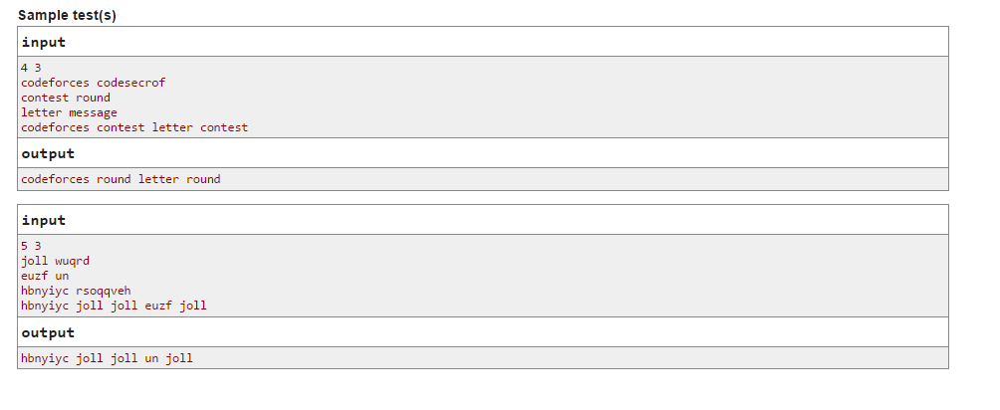 Sample test(s)
input
4 3
codeforces codesecrof
contest round
letter message
codeforces contest letter contest
output
codeforces round letter round
input
5 3
joll wuqrd
euzf un
hbnyiyc rsoqqveh
hbnyiyc joll joll euzf joll
output
hbnyiyc joll joll un joll